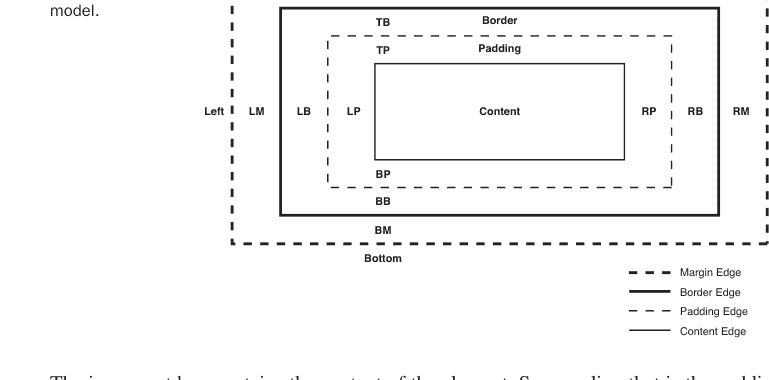 model.
TB Border
TP Padding
Left LM LB LP Content RP RB RM
BP
BB
BM
Bottom
Margin Edge
Border Edge
Padding Edge
Content Edge